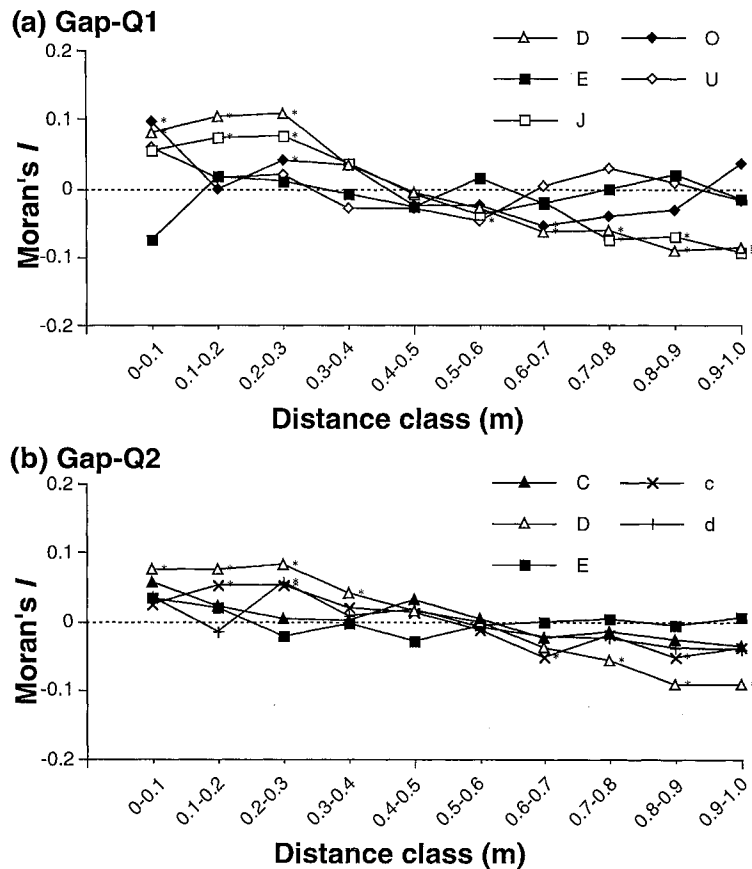 (a) Gap-Q1
0.2
0.1
0
-0.1
-0.2
Moran's I
D O
E U
J
0-0.1 0.1-0.2 0.2-0.3 0.3-0.4 0.4-0.5 0.5-0.6 0.6-0.7 0.7-0.8 0.8-0.9 0.9-1.0
Distance class (m)
(b) Gap-Q2
0.2
0.1
0
-0.1
-0.2
Moran's I
C c
D d
E
0-0.1 0.1-0.2 0.2-0.3 0.3-0.4 0.4-0.5 0.5-0.6 0.6-0.7 0.7-0.8 0.8-0.9 0.9-1.0
Distance class (m)